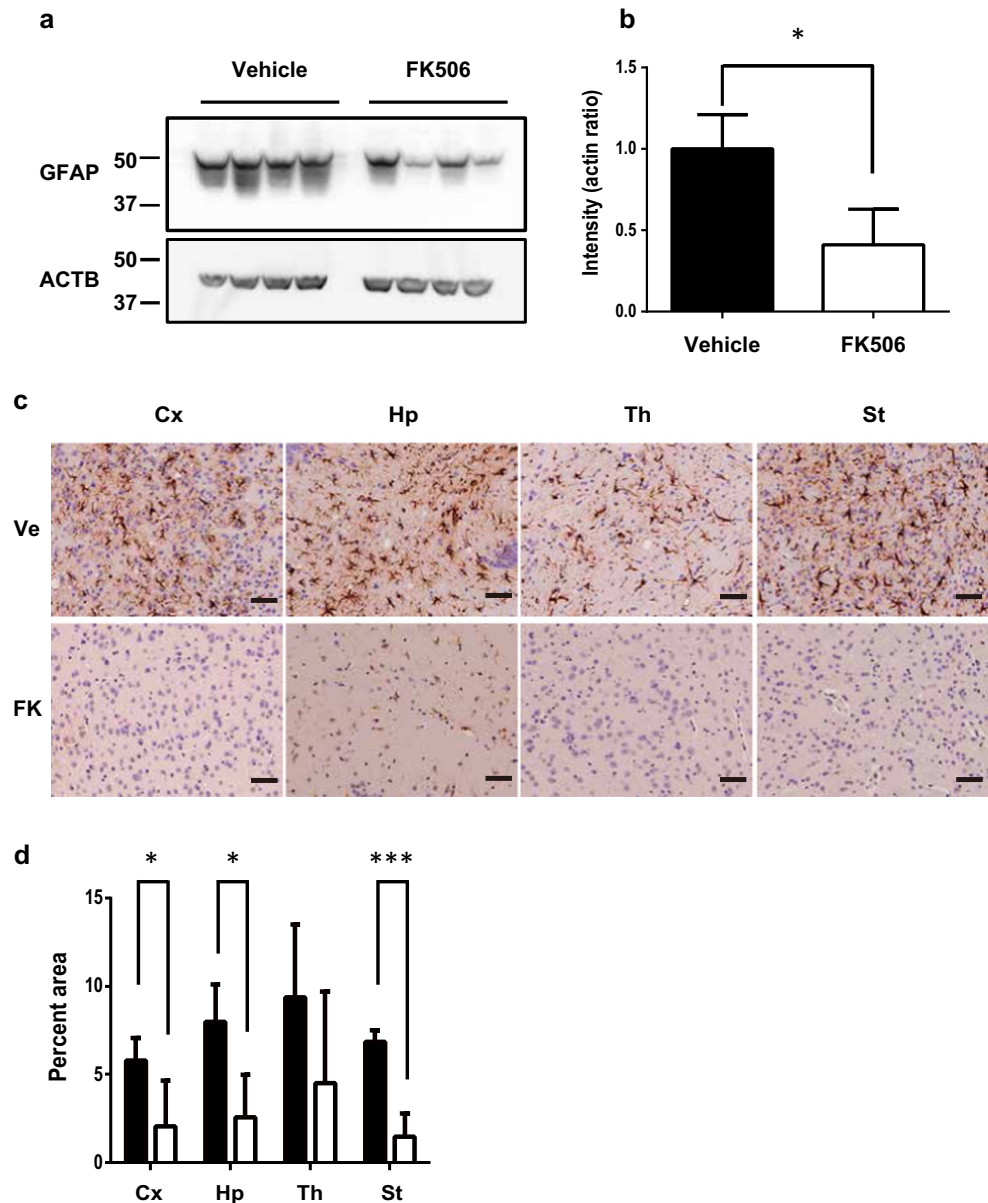 a
Vehicle FK506
GFAP
50
37
ACTB
50
37
b
*
Intensity (actin ratio)
1.5
1.0
0.5
0.0
Vehicle FK506
c
Cx Hp Th St
Ve
FK
d
* * ***
Percent area
15
10
5
0
Cx Hp Th St